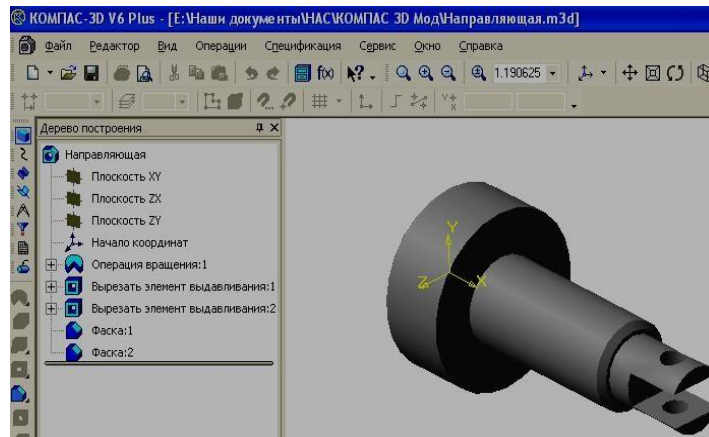 КОМПАС-3D V6 Plus - [E:\Наши документы\НАС\КОМПАС 3D Мод\Направляющая.m3d]
Файл Редактор Вид Операции Спецификация Сервис Окно Справка
f(x) 1.190625
Дерево построения
Направляющая
Плоскость XY
Плоскость ZX
Плоскость ZY
Начало координат
Операция вращения:1
Вырезать элемент выдавливания:1
Вырезать элемент выдавливания:2
Фаска:1
Фаска:2
Y
Z X